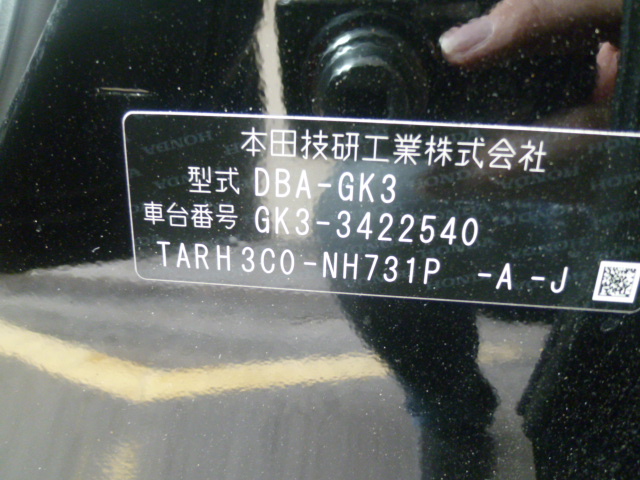 本田技研工業株式会社
型式 DBA-GK3
車台番号 GK3-3422540
TARH3C0-NH731P -A-J